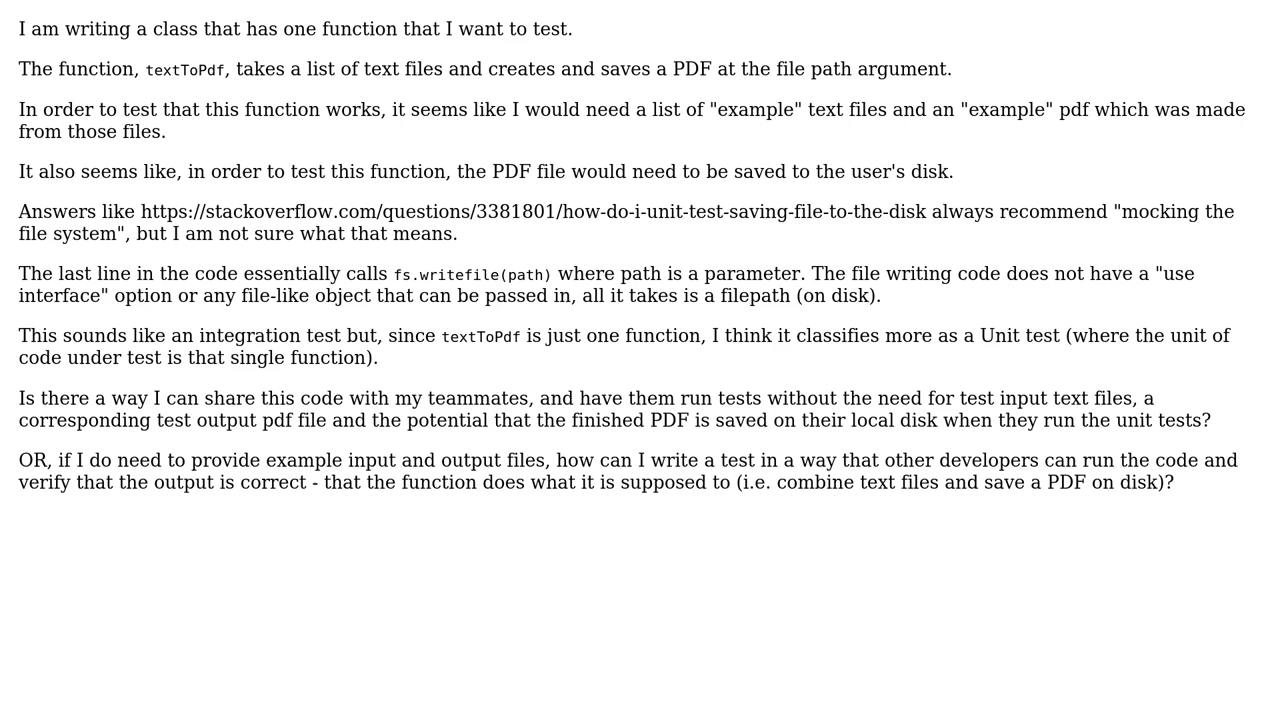 I am writing a class that has one function that I want to test.
The function, textToPdf, takes a list of text files and creates and saves a PDF at the file path argument.
In order to test that this function works, it seems like I would need a list of "example" text files and an "example" pdf which was made
from those files.
It also seems like, in order to test this function, the PDF file would need to be saved to the user's disk.
Answers like https://stackoverflow.com/questions/3381801/how-do-i-unit-test-saving-file-to-the-disk always recommend "mocking the
file system", but I am not sure what that means.
The last line in the code essentially calls fs.writefile(path) where path is a parameter. The file writing code does not have a "use
interface" option or any file-like object that can be passed in, all it takes is a filepath (on disk).
This sounds like an integration test but, since textToPdf is just one function, I think it classifies more as a Unit test (where the unit of
code under test is that single function).
Is there a way I can share this code with my teammates, and have them run tests without the need for test input text files, a
corresponding test output pdf file and the potential that the finished PDF is saved on their local disk when they run the unit tests?
OR, if I do need to provide example input and output files, how can I write a test in a way that other developers can run the code and
verify that the output is correct - that the function does what it is supposed to (i.e. combine text files and save a PDF on disk)?